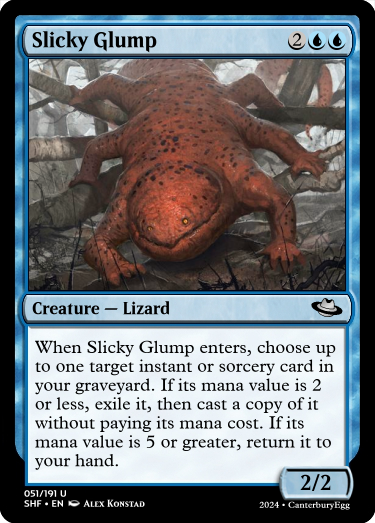 Slicky Glump 2
Creature — Lizard
When Slicky Glump enters, choose up
to one target instant or sorcery card in
your graveyard. If its mana value is 2
or less, exile it, then cast a copy of it
without paying its mana cost. If its
mana value is 5 or greater, return it to
your hand.
2/2
051/191 U
SHF • EN Alex Konstad
2024 • CanterburyEgg